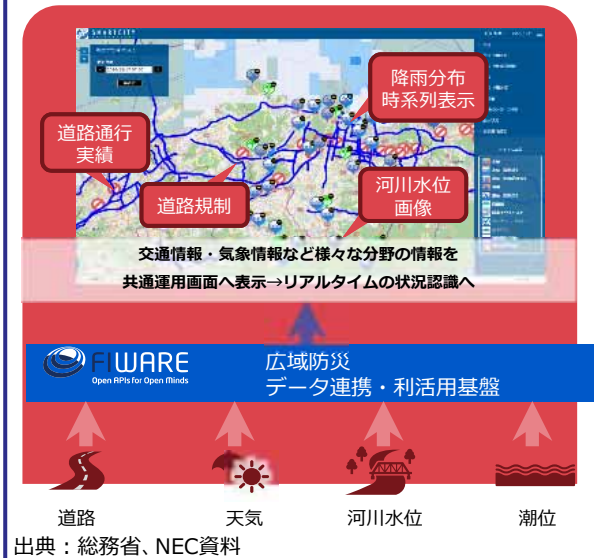 SMARTCITY
降雨分布
時系列表示
道路通行
実績
道路規制
河川水位
画像
交通情報・気象情報など様々な分野の情報を
共通運用画面へ表示→リアルタイムの状況認識へ
FIWARE
Open APIs for Open Minds
広域防災
データ連携・利活用基盤
道路
天気
河川水位
潮位
出典：総務省、NEC資料